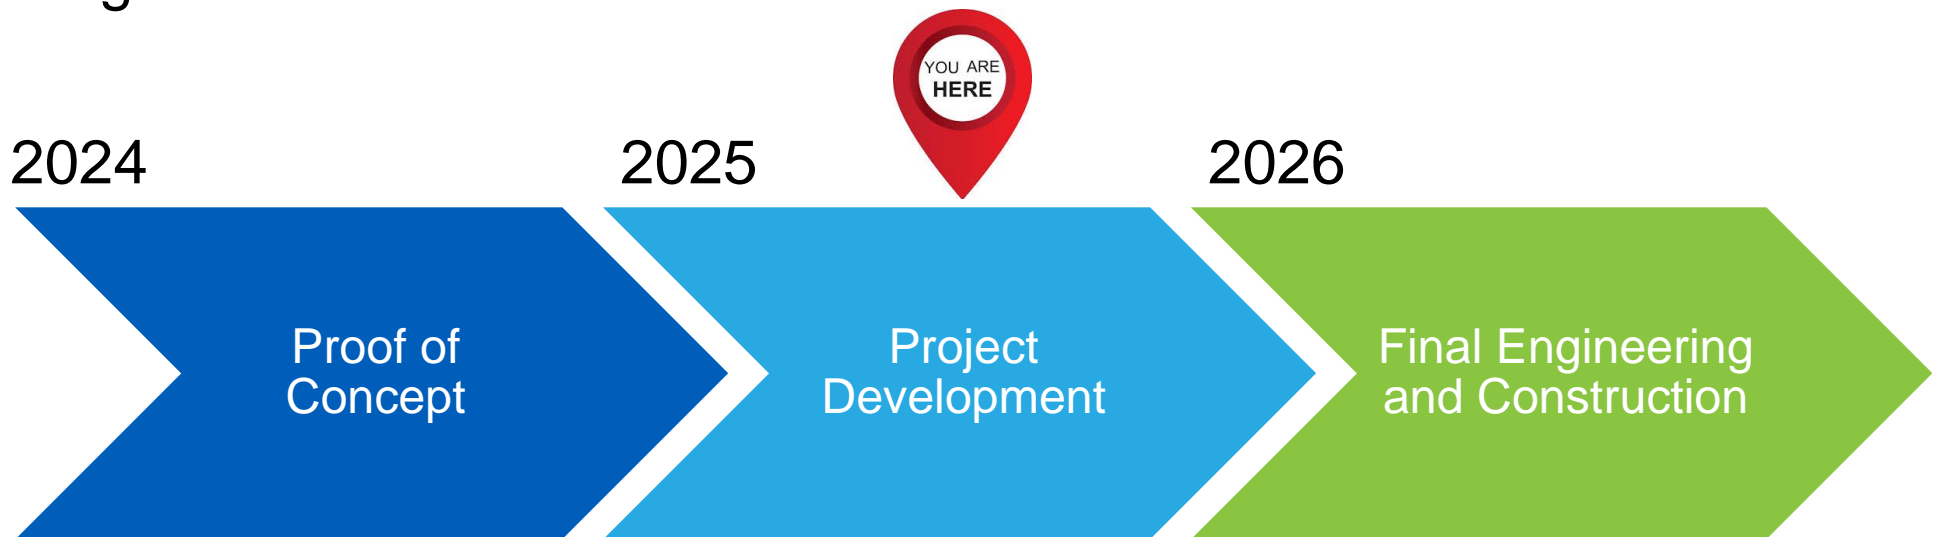 YOU ARE
HERE
2024
2025
2026
Proof of
Concept
Project
Development
Final Engineering
and Construction